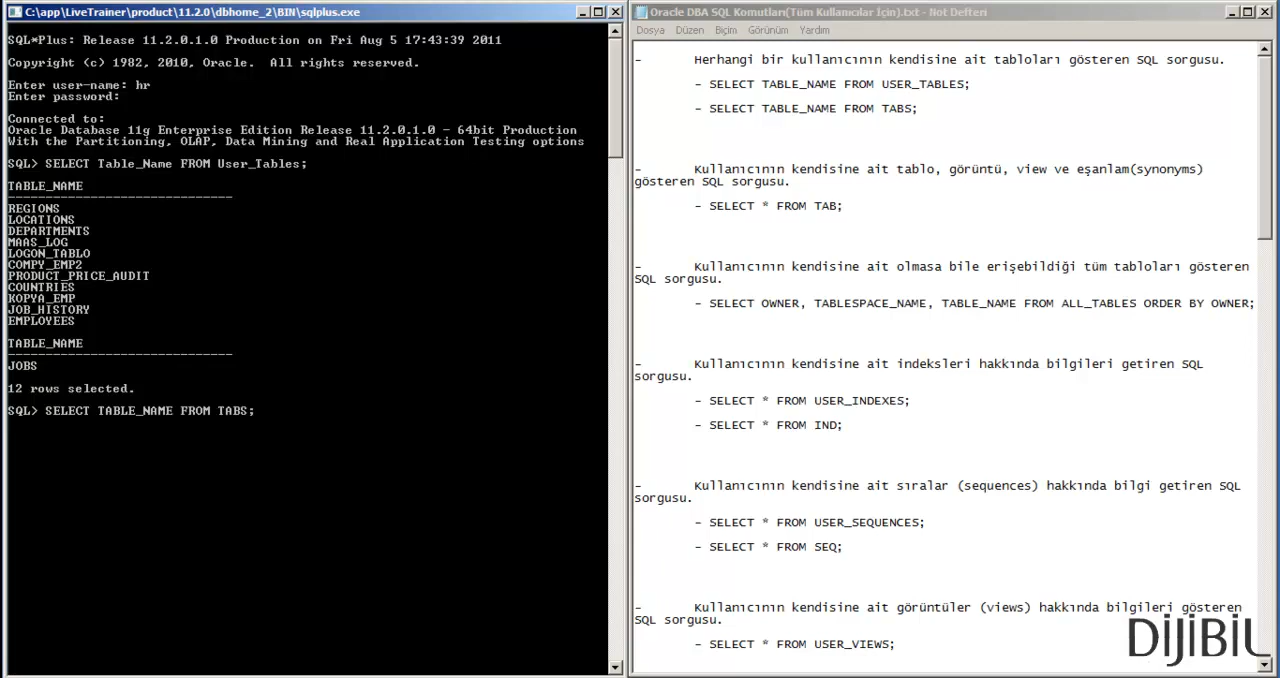 C:\app\LiveTrainer\product\11.2.0\dbhome_2\BIN\sqlplus.exe
SQL*Plus: Release 11.2.0.1.0 Production on Fri Aug 5 17:43:39 2011
Copyright (c) 1982, 2010, Oracle.  All rights reserved.
Enter user-name: hr
Enter password:
Connected to:
Oracle Database 11g Enterprise Edition Release 11.2.0.1.0 - 64bit Production
With the Partitioning, OLAP, Data Mining and Real Application Testing options
SQL> SELECT Table_Name FROM User_Tables;
TABLE_NAME
------------------------------
REGIONS
LOCATIONS
DEPARTMENTS
MAAS_LOG
LOGON_TABLO
COMPY_EMP2
PRODUCT_PRICE_AUDIT
COUNTRIES
KOPYA_EMP
JOB_HISTORY
EMPLOYEES
TABLE_NAME
------------------------------
JOBS
12 rows selected.
SQL> SELECT TABLE_NAME FROM TABS;
Oracle DBA SQL Komutları(Tüm Kullanıcılar İçin).txt - Not Defteri
Dosya Düzen Biçim Görünüm Yardım
- Herhangi bir kullanıcının kendisine ait tabloları gösteren SQL sorgusu.
- SELECT TABLE_NAME FROM USER_TABLES;
- SELECT TABLE_NAME FROM TABS;
- Kullanıcının kendisine ait tablo, görüntü, view ve eşanlam(synonyms)
gösteren SQL sorgusu.
- SELECT * FROM TAB;
- Kullanıcının kendisine ait olmasa bile erişebildiği tüm tabloları gösteren
SQL sorgusu.
- SELECT OWNER, TABLESPACE_NAME, TABLE_NAME FROM ALL_TABLES ORDER BY OWNER;
- Kullanıcının kendisine ait indeksleri hakkında bilgileri getiren SQL
sorgusu.
- SELECT * FROM USER_INDEXES;
- SELECT * FROM IND;
- Kullanıcının kendisine ait sıralar (sequences) hakkında bilgi getiren SQL
sorgusu.
- SELECT * FROM USER_SEQUENCES;
- SELECT * FROM SEQ;
- Kullanıcının kendisine ait görüntüler (views) hakkında bilgileri gösteren
SQL sorgusu.
- SELECT * FROM USER_VIEWS;
DiJiBiL